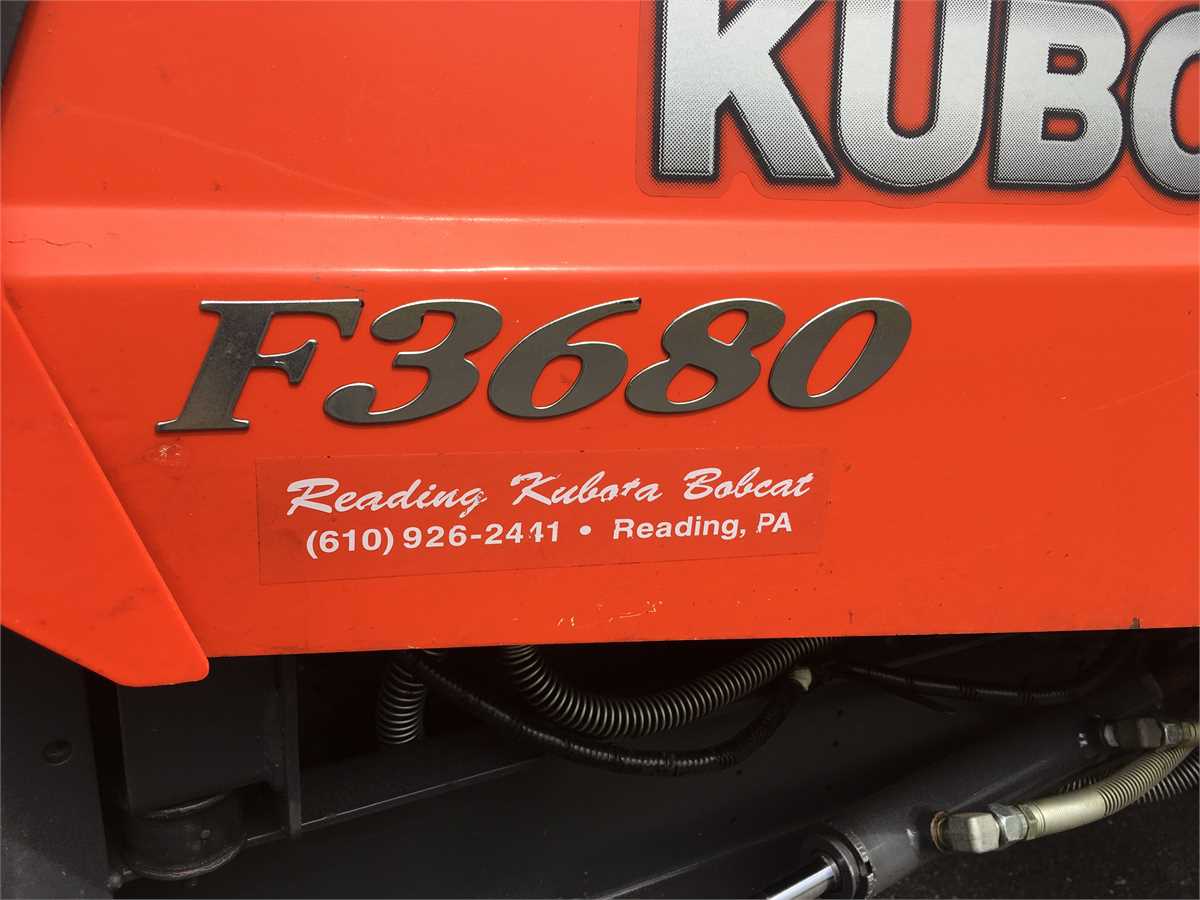 KUBO
F3680
Reading Kubota Bobcat
(610) 926-2441 • Reading, PA